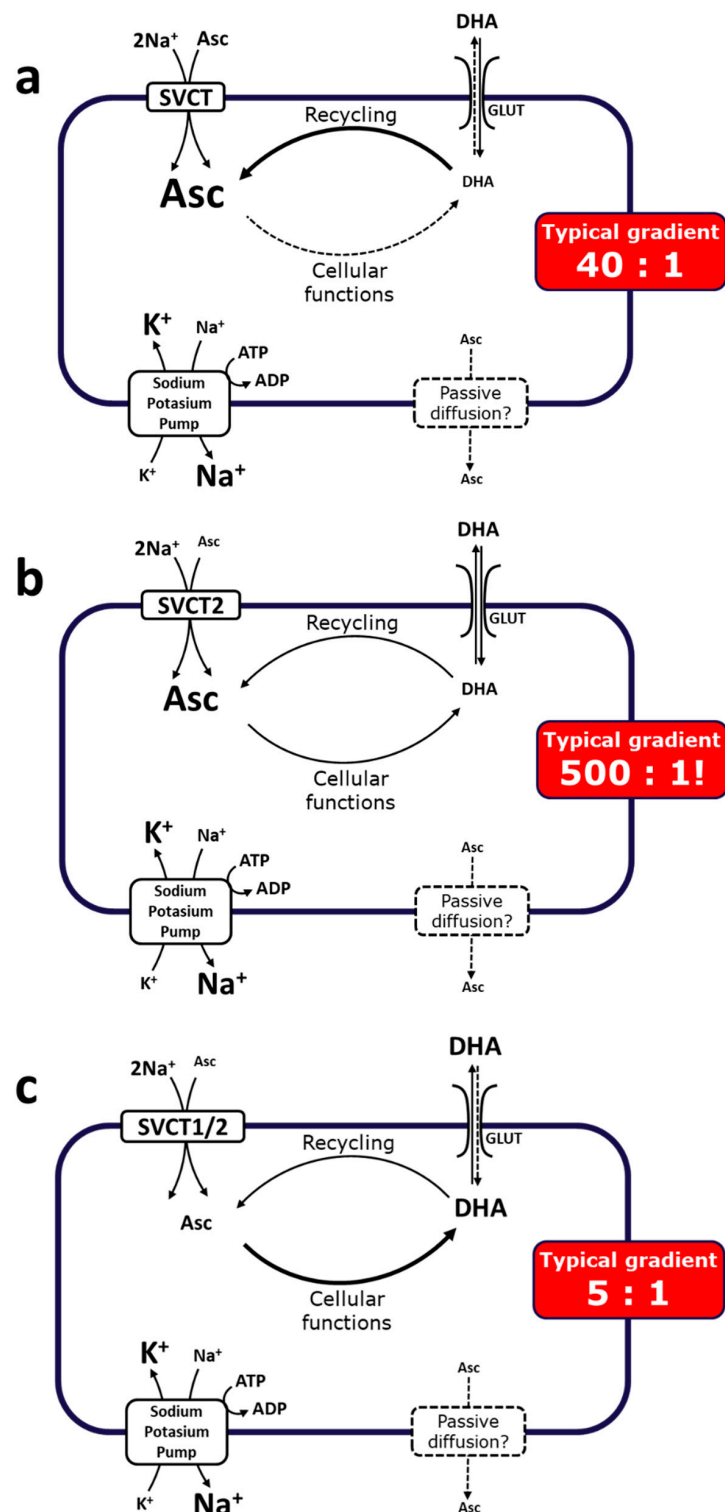 a
2Na⁺ Asc
SVCT
Asc
DHA
GLUT
DHA
Recycling
Cellular
functions
Typical gradient
40 : 1
K⁺ Na⁺
ATP
ADP
Sodium
Potasium
Pump
K⁺
Na⁺
Asc
Passive
diffusion?
Asc
b
2Na⁺ Asc
SVCT2
Asc
DHA
GLUT
DHA
Recycling
Cellular
functions
Typical gradient
500 : 1!
K⁺ Na⁺
ATP
ADP
Sodium
Potasium
Pump
K⁺
Na⁺
Asc
Passive
diffusion?
Asc
c
2Na⁺ Asc
SVCT1/2
Asc
DHA
GLUT
DHA
Recycling
Cellular
functions
Typical gradient
5 : 1
K⁺ Na⁺
ATP
ADP
Sodium
Potasium
Pump
K⁺
Na⁺
Asc
Passive
diffusion?
Asc